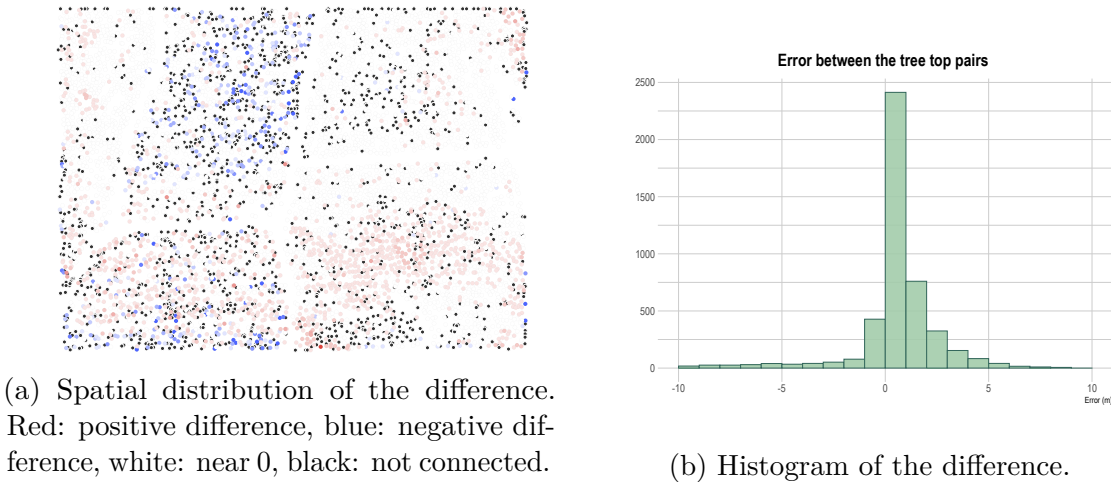 Error between the tree top pairs
2500
2000
1500
1000
500
0
-10 -5 0 5 10
Error (m)
(a) Spatial distribution of the difference.
Red: positive difference, blue: negative dif-
ference, white: near 0, black: not connected.
(b) Histogram of the difference.